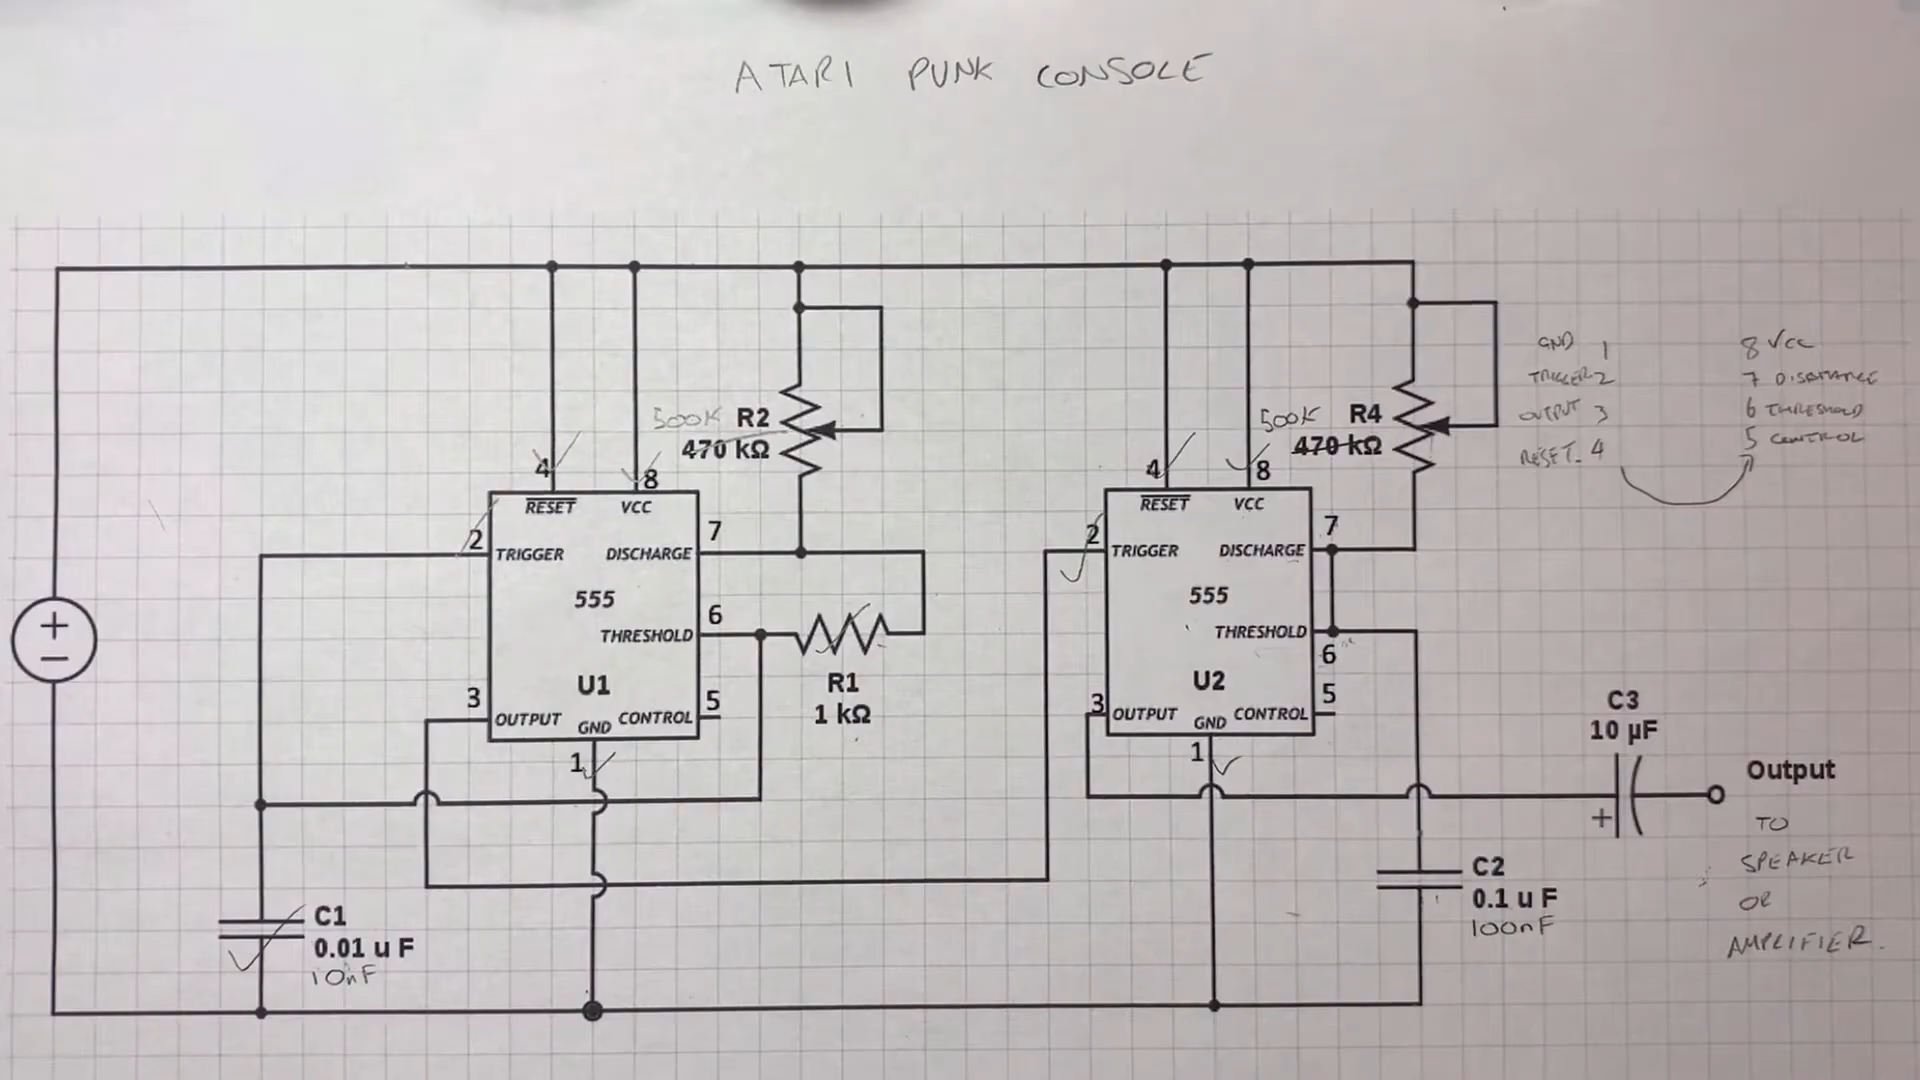 ATARI PUNK CONSOLE
500K R2
470 kΩ
4
8
RESET VCC
2 TRIGGER DISCHARGE 7
555
THRESHOLD 6
U1
3 OUTPUT GND CONTROL 5
1
R1
1 kΩ
C1
0.01 u F
10nF
500K R4
470 kΩ
4
8
RESET VCC
2 TRIGGER DISCHARGE 7
555
THRESHOLD
6
U2
3 OUTPUT GND CONTROL 5
1
C2
0.1 u F
100nF
GND 1 8 VCC
TRIGGER 2 7
OUTPUT 3 6 THRESHOLD
RESET. 4 5 CONTROL
C3
10 µF
+
Output
TO
SPEAKER
OR
AMPLIFIER.
+
−